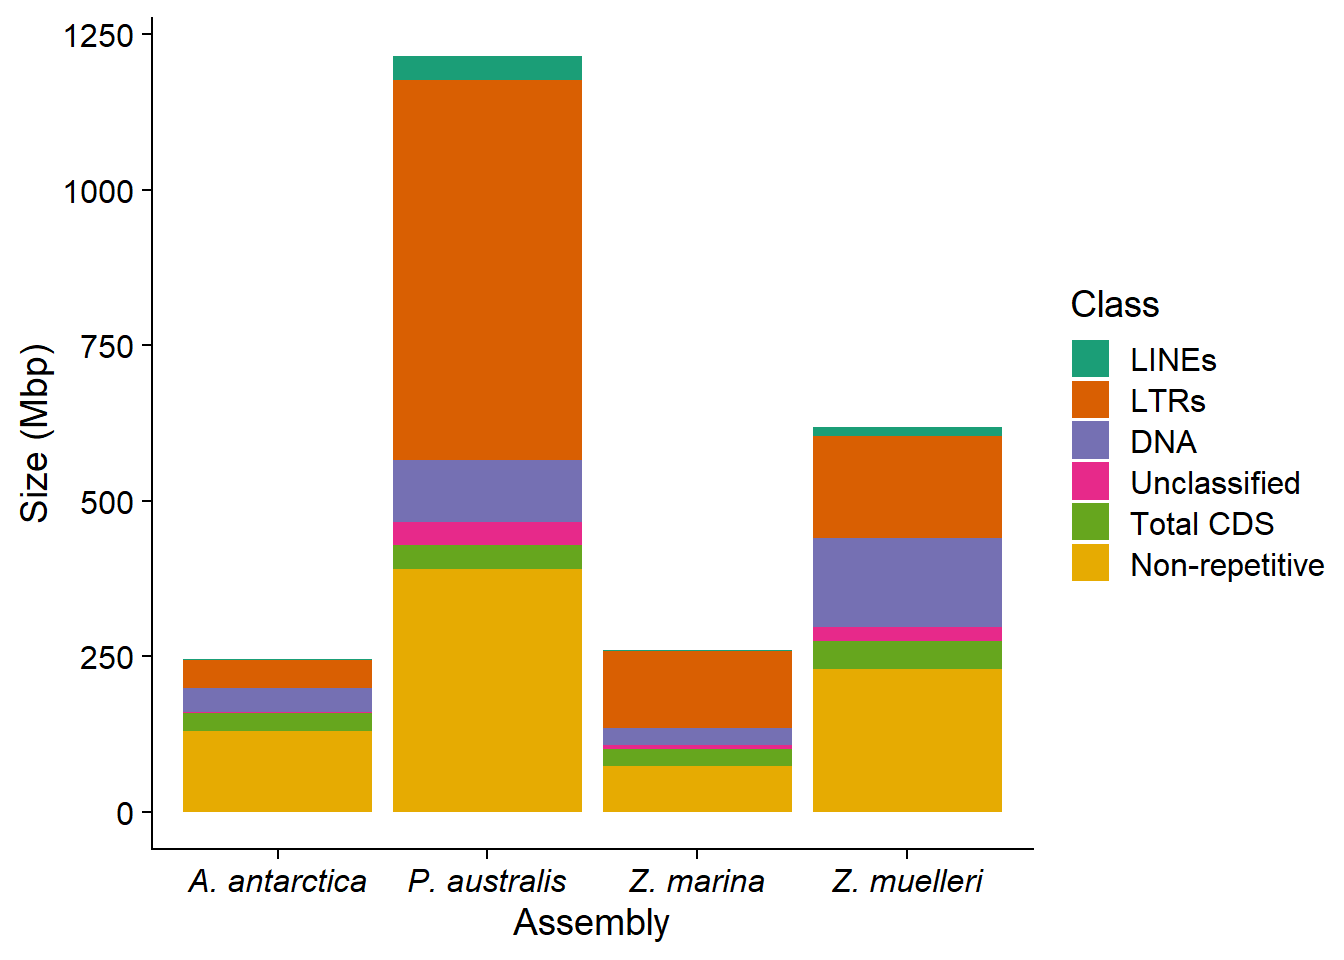 Size (Mbp)
1250
1000
750
500
250
0
A. antarctica
P. australis
Z. marina
Z. muelleri
Assembly
Class
LINEs
LTRs
DNA
Unclassified
Total CDS
Non-repetitive